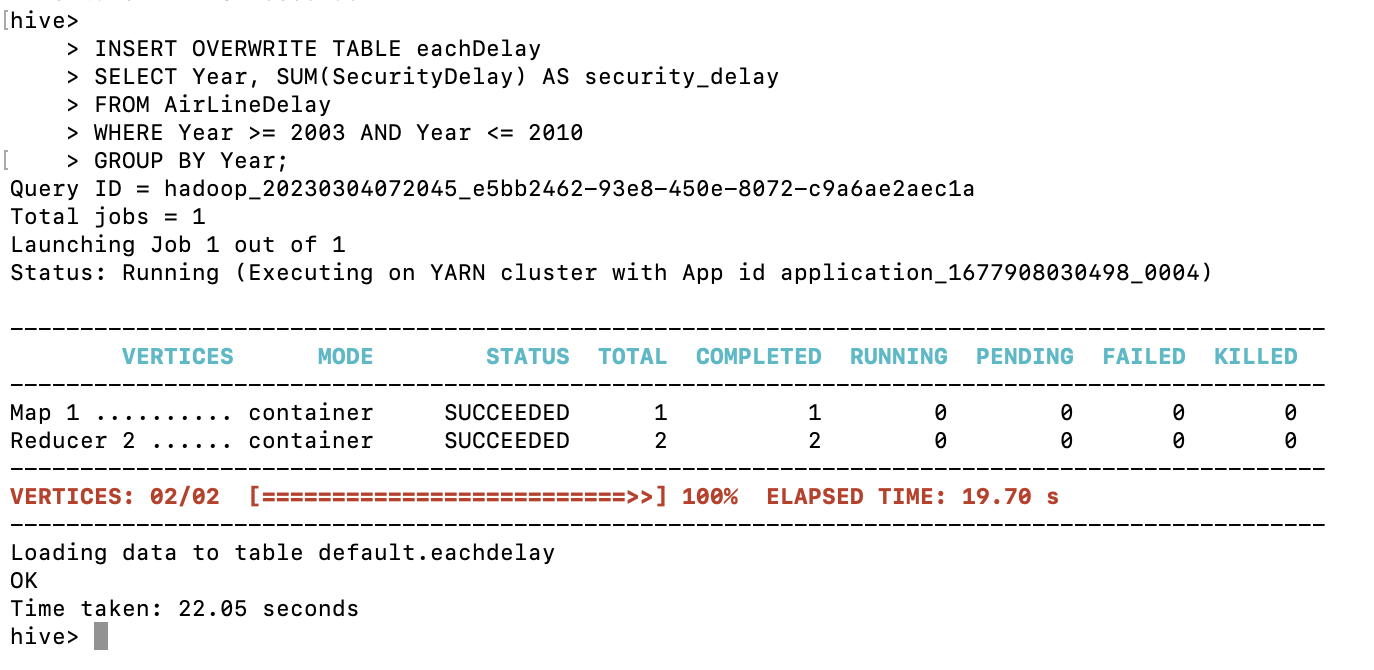 hive>
    > INSERT OVERWRITE TABLE eachDelay
    > SELECT Year, SUM(SecurityDelay) AS security_delay
    > FROM AirLineDelay
    > WHERE Year >= 2003 AND Year <= 2010
    > GROUP BY Year;
Query ID = hadoop_20230304072045_e5bb2462-93e8-450e-8072-c9a6ae2aec1a
Total jobs = 1
Launching Job 1 out of 1
Status: Running (Executing on YARN cluster with App id application_1677908030498_0004)
----------------------------------------------------------------------------------------------
        VERTICES      MODE        STATUS  TOTAL  COMPLETED  RUNNING  PENDING  FAILED  KILLED
----------------------------------------------------------------------------------------------
Map 1 .......... container     SUCCEEDED      1          1        0        0       0       0
Reducer 2 ...... container     SUCCEEDED      2          2        0        0       0       0
----------------------------------------------------------------------------------------------
VERTICES: 02/02  [==========================>>] 100%  ELAPSED TIME: 19.70 s
----------------------------------------------------------------------------------------------
Loading data to table default.eachdelay
OK
Time taken: 22.05 seconds
hive>